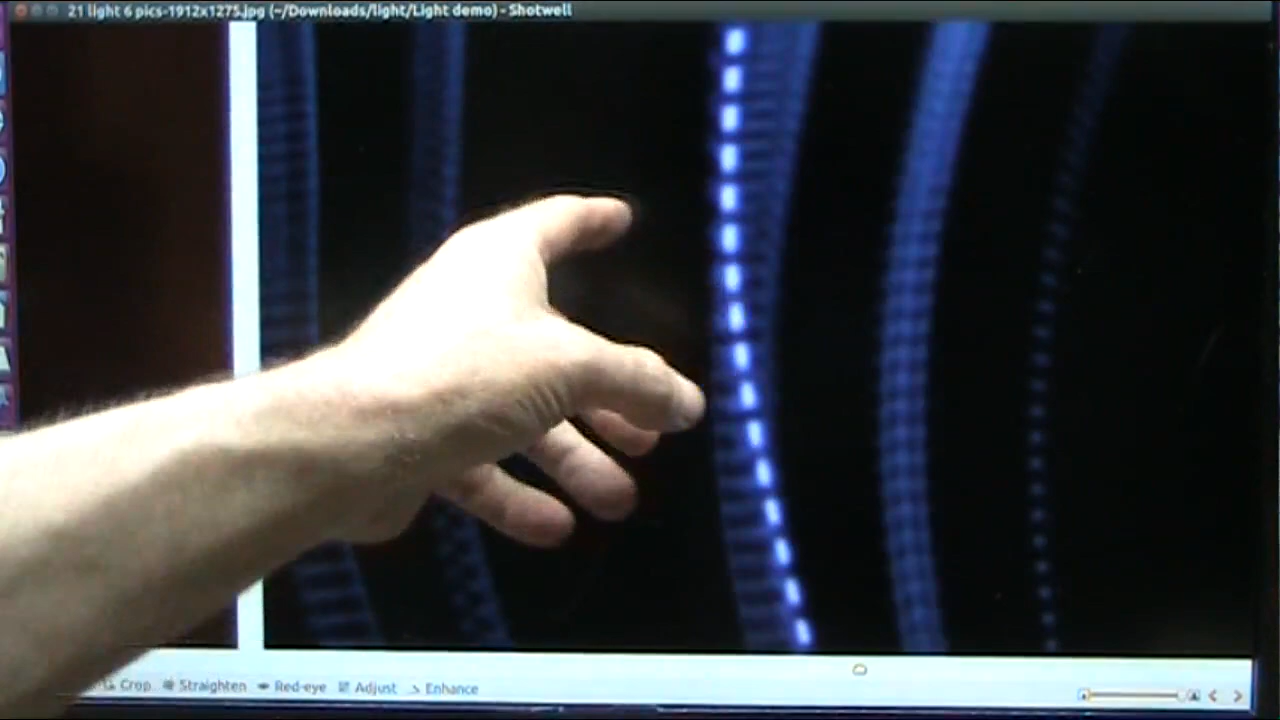 21 light 6 pics-1912x1275.jpg (~/Downloads/light/Light demo) - Shotwell
Crop Straighten Red-eye Adjust Enhance